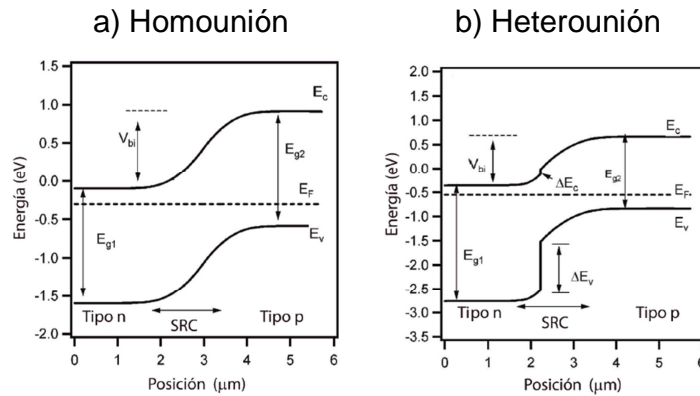 a) Homounión
b) Heterounión
1.5
1.0
0.5
0.0
-0.5
-1.0
-1.5
-2.0
Energía (eV)
E_c
V_bi
E_g2
E_F
E_g1
E_v
Tipo n
SRC
Tipo p
0 1 2 3 4 5 6
Posición (μm)
2.0
1.5
1.0
0.5
0.0
-0.5
-1.0
-1.5
-2.0
-2.5
-3.0
-3.5
Energía (eV)
E_c
V_bi
ΔE_c
E_g2
E_F
E_v
E_g1
ΔE_v
Tipo n
SRC
Tipo p
0 1 2 3 4 5 6
Posición (μm)